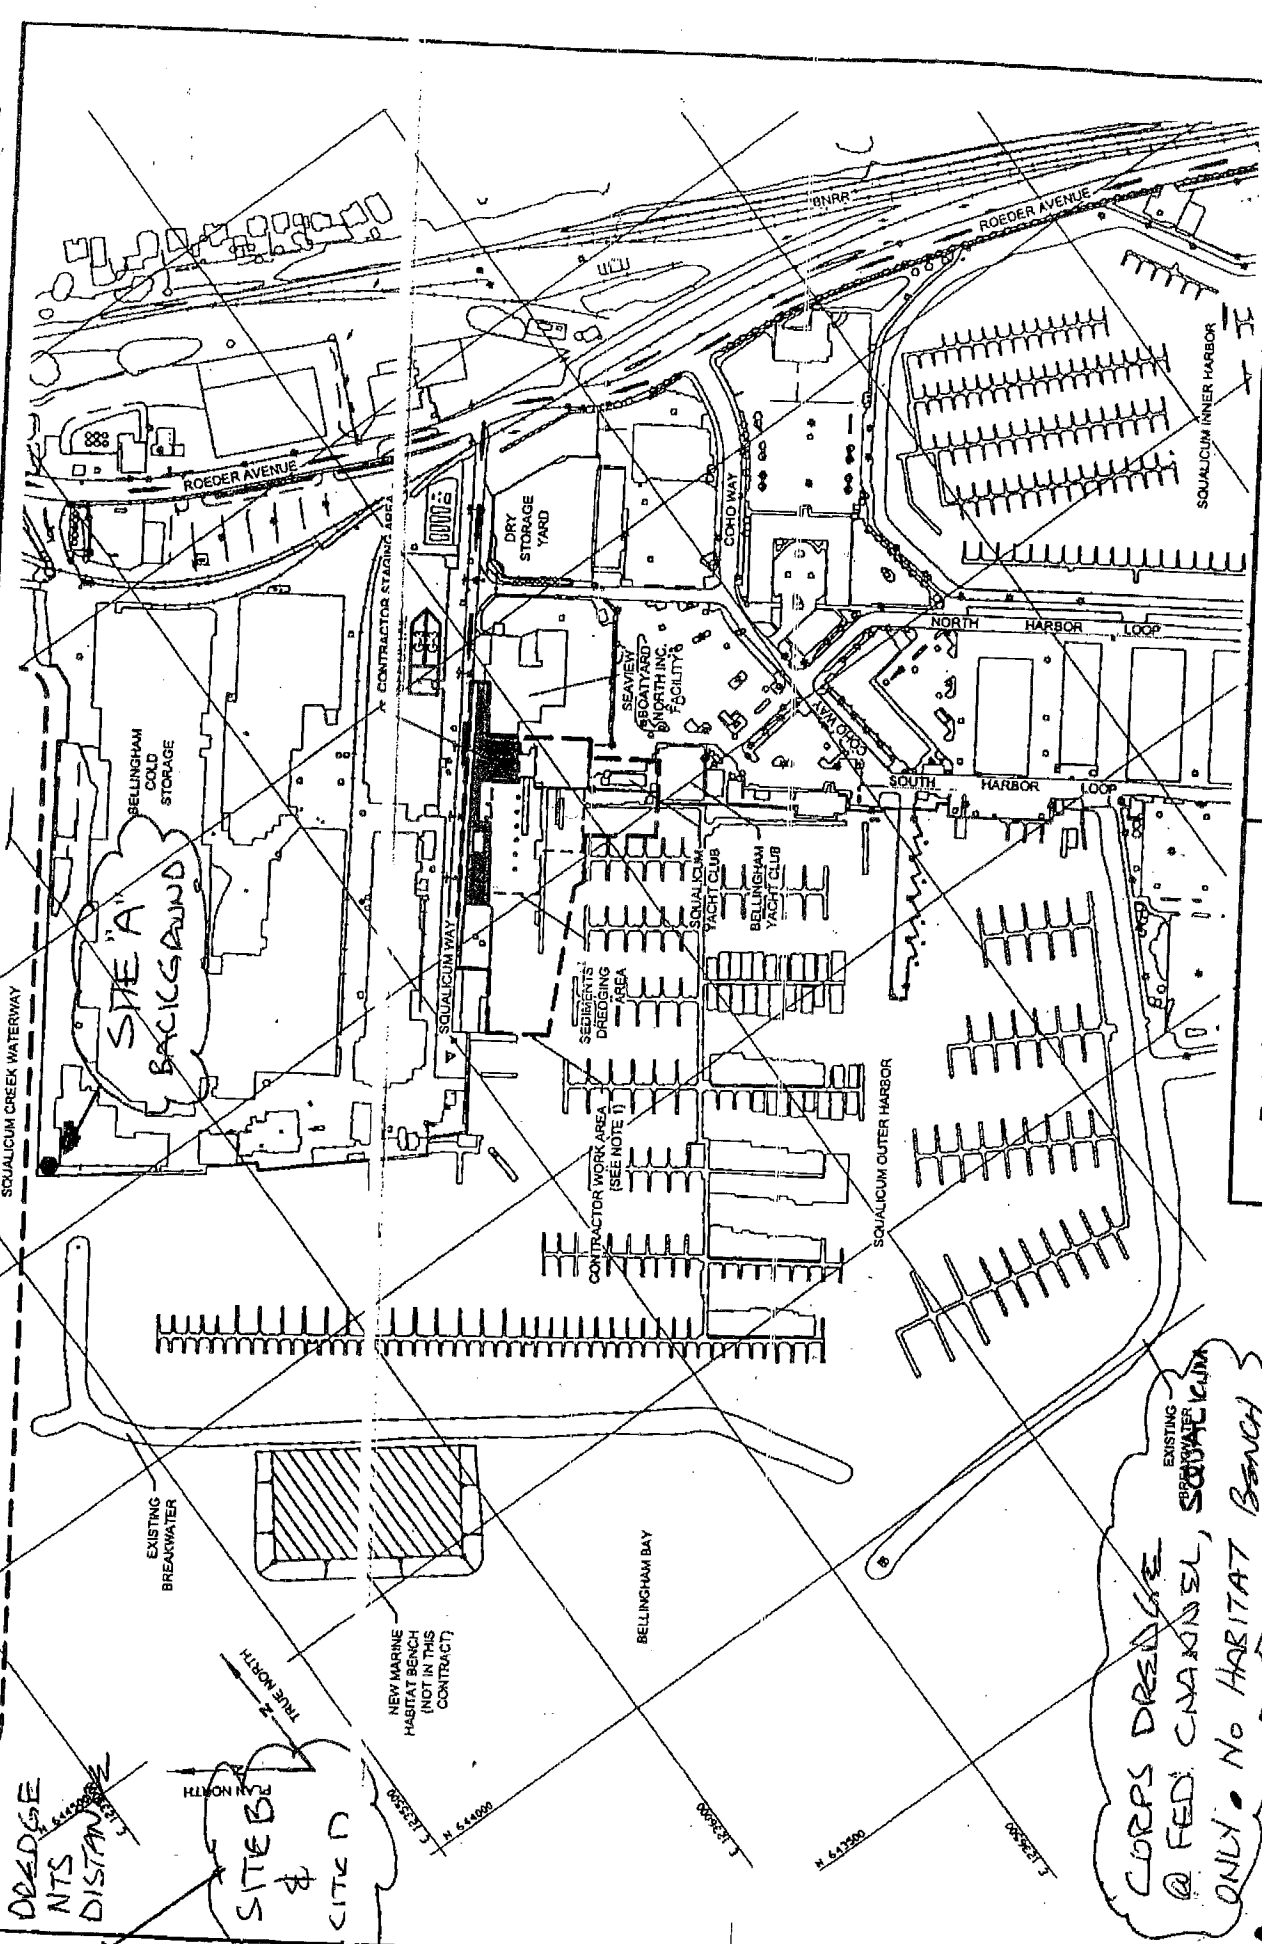 SQUALICUM CREEK WATERWAY
BNRR
ROEDER AVENUE
ROEDER AVENUE
SQUALICUM INNER HARBOR
CONTRACTOR STAGING AREA
DRY
STORAGE
YARD
COHO WAY
NORTH HARBOR LOOP
BELLINGHAM
COLD
STORAGE
SITE "A"
BACKGROUND
SEAVIEW
BOATYARD
NORTH INC.
FACILITY
COHO WAY
SOUTH HARBOR LOOP
SQUALICUM WAY
SEDIMENTS
DREDGING
AREA
SQUALICUM
YACHT CLUB
BELLINGHAM
YACHT CLUB
CONTRACTOR WORK AREA
(SEE NOTE 1)
SQUALICUM OUTER HARBOR
EXISTING
BREAKWATER
EXISTING
BREAKWATER
NEW MARINE
HABITAT BENCH
(NOT IN THIS
CONTRACT)
BELLINGHAM BAY
TRUE NORTH
PLAN NORTH
N
DREDGE
NTS
SITE B
&
N 644500
E 1235500
N 644000
E 1236000
N 643500
E 1236500
CORPS DREDGE
@ FED. CHANNEL, SQUALICUM
ONLY • NO HABITAT BENCH